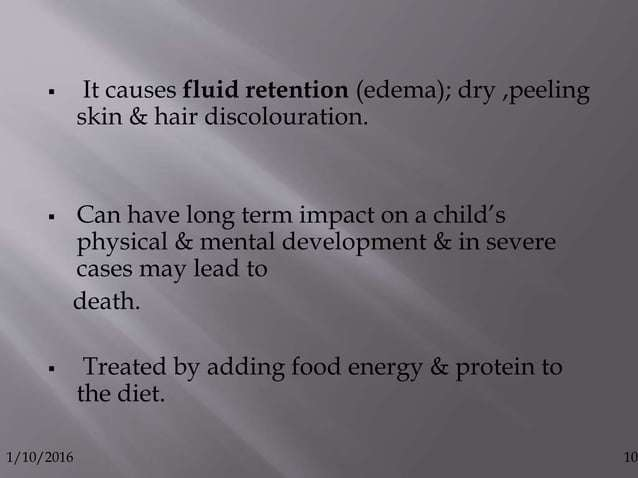 ▪ It causes fluid retention (edema); dry ,peeling
skin & hair discolouration.
▪ Can have long term impact on a child's
physical & mental development & in severe
cases may lead to
death.
▪ Treated by adding food energy & protein to
the diet.
1/10/2016
10